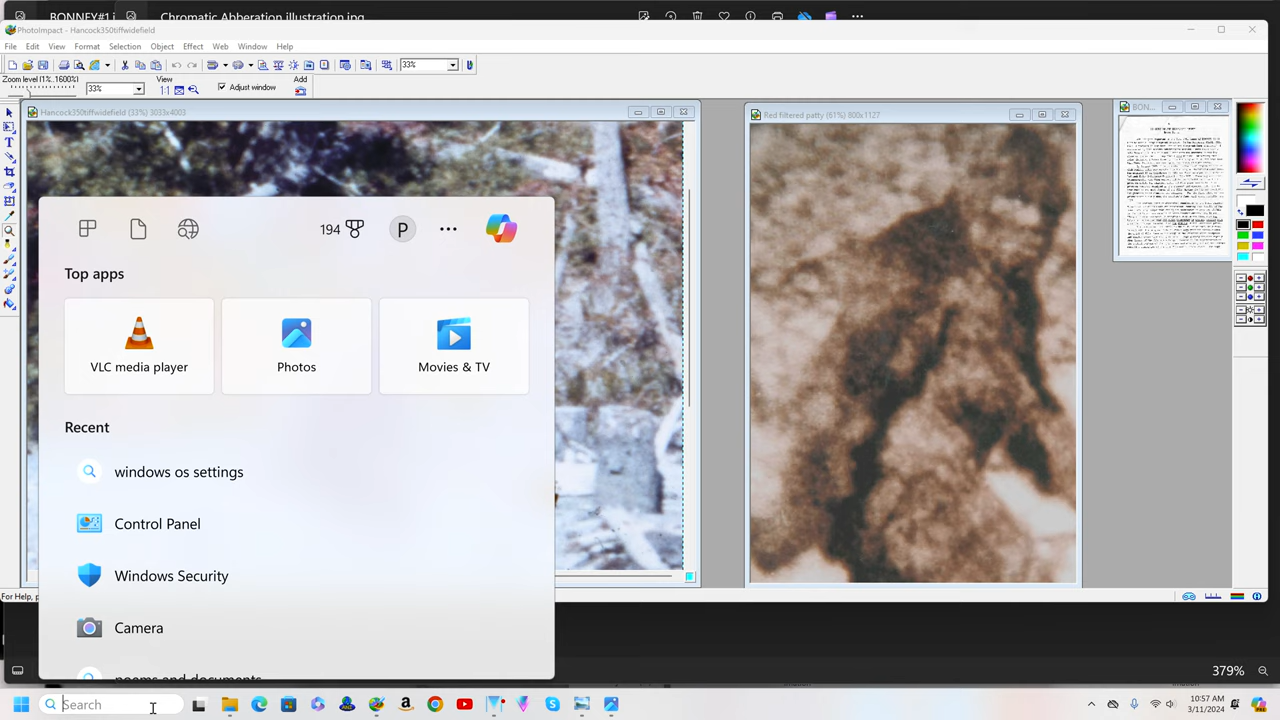 BONNEY#1
Chromatic Abberation illustration.jpg
PhotoImpact - Hancock350tiffwidefield
File Edit View Format Selection Object Effect Web Window Help
33%
Zoom level (1%..1600%)
View
Add
33%
Adjust window
1:1
Hancock350tiffwidefield (33%) 3033x4003
Red filtered patty (61%) 800x1127
BON...
194
P
Top apps
VLC media player
Photos
Movies & TV
Recent
windows os settings
Control Panel
Windows Security
Camera
poems and documents
For Help, p
379%
Search
10:57 AM
3/11/2024